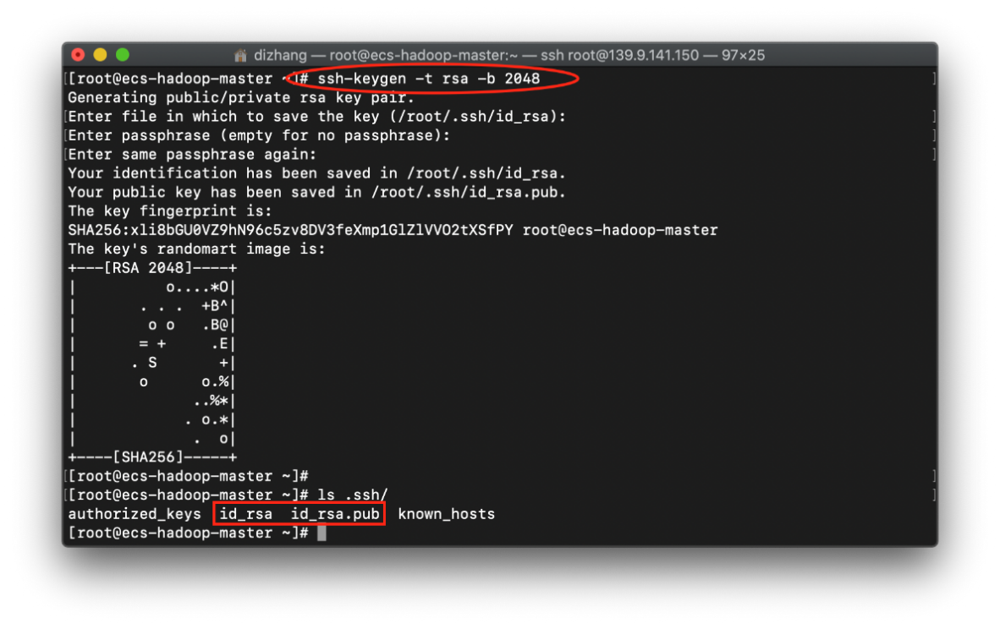 dizhang — root@ecs-hadoop-master:~ — ssh root@139.9.141.150 — 97×25
[[root@ecs-hadoop-master ~]# ssh-keygen -t rsa -b 2048 ]
Generating public/private rsa key pair.
[Enter file in which to save the key (/root/.ssh/id_rsa): ]
[Enter passphrase (empty for no passphrase): ]
[Enter same passphrase again: ]
Your identification has been saved in /root/.ssh/id_rsa.
Your public key has been saved in /root/.ssh/id_rsa.pub.
The key fingerprint is:
SHA256:xli8bGU0VZ9hN96c5zv8DV3feXmp1GlZlVVO2tXSfPY root@ecs-hadoop-master
The key's randomart image is:
+---[RSA 2048]----+
|          o....*O|
|       . . .  +B^|
|        o o   .B@|
|       = +     .E|
|      . S       +|
|       o      o.%|
|             ..%*|
|            . o.*|
|             .  o|
+----[SHA256]-----+
[[root@ecs-hadoop-master ~]# ]
[[root@ecs-hadoop-master ~]# ls .ssh/ ]
authorized_keys  id_rsa  id_rsa.pub  known_hosts
[root@ecs-hadoop-master ~]#